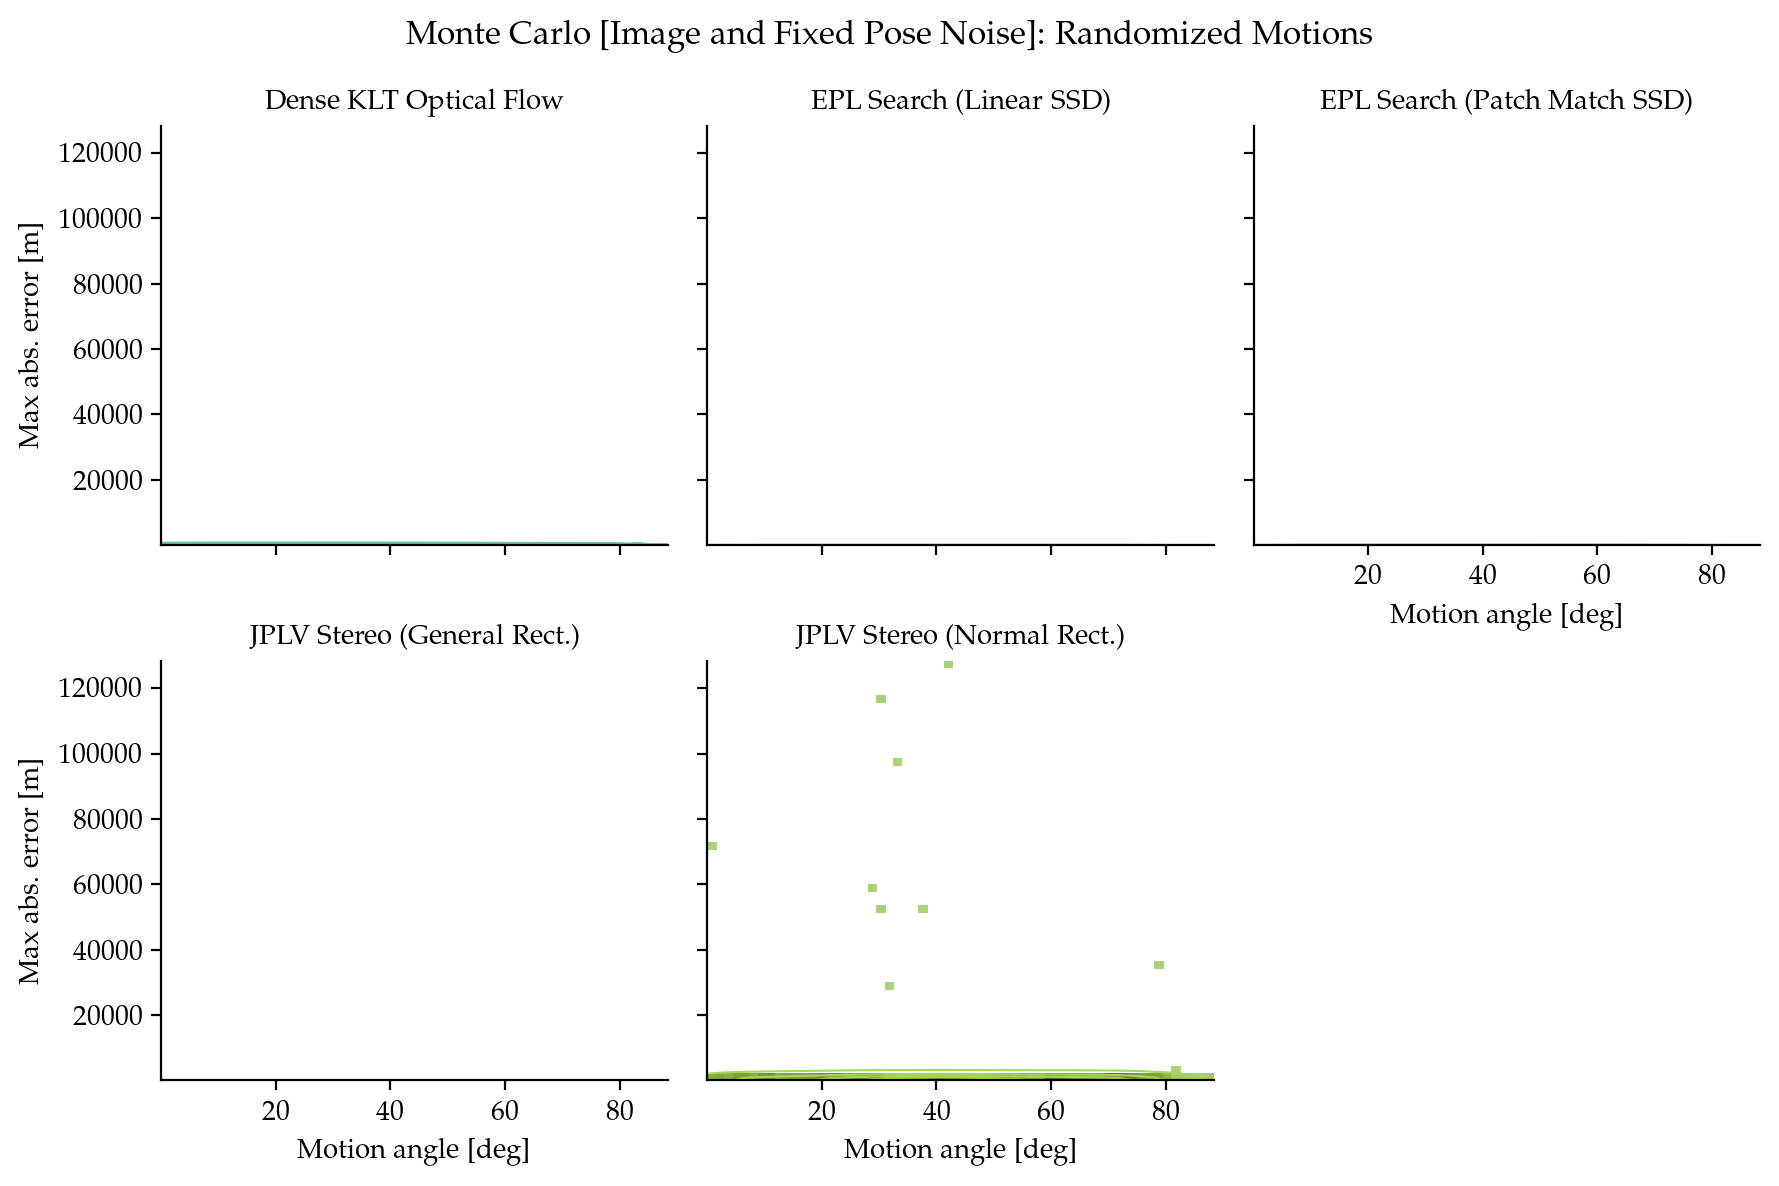 Monte Carlo [Image and Fixed Pose Noise]: Randomized Motions
Dense KLT Optical Flow
EPL Search (Linear SSD)
EPL Search (Patch Match SSD)
120000
100000
80000
60000
40000
20000
Max abs. error [m]
20 40 60 80
Motion angle [deg]
JPLV Stereo (General Rect.)
JPLV Stereo (Normal Rect.)
120000
100000
80000
60000
40000
20000
Max abs. error [m]
20 40 60 80
Motion angle [deg]
20 40 60 80
Motion angle [deg]